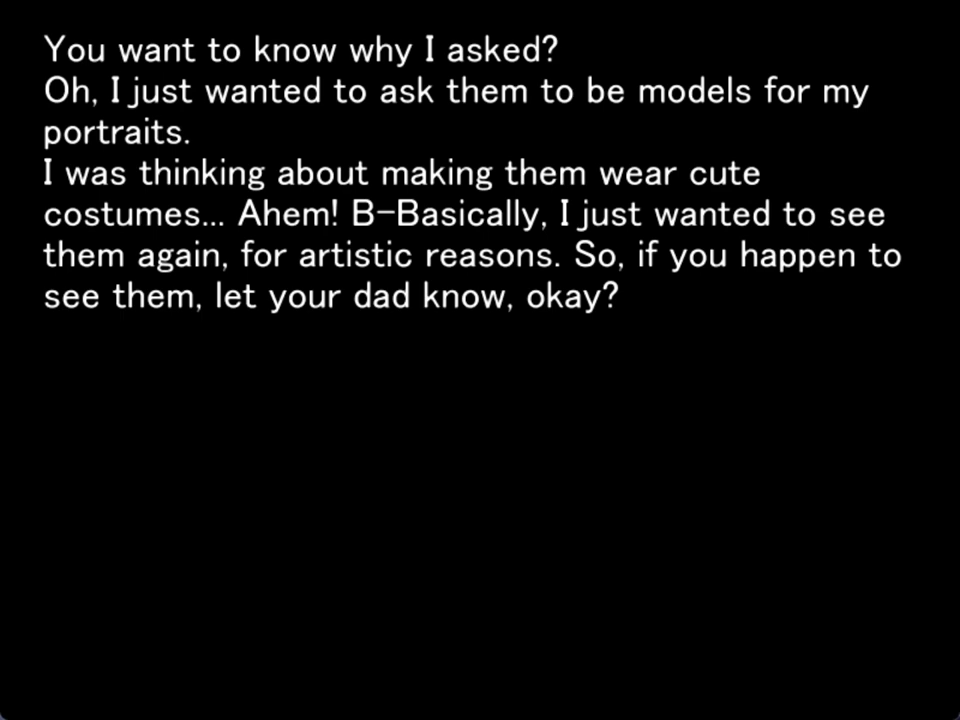 You want to know why I asked?
Oh, I just wanted to ask them to be models for my
portraits.
I was thinking about making them wear cute
costumes... Ahem! B-Basically, I just wanted to see
them again, for artistic reasons. So, if you happen to
see them, let your dad know, okay?